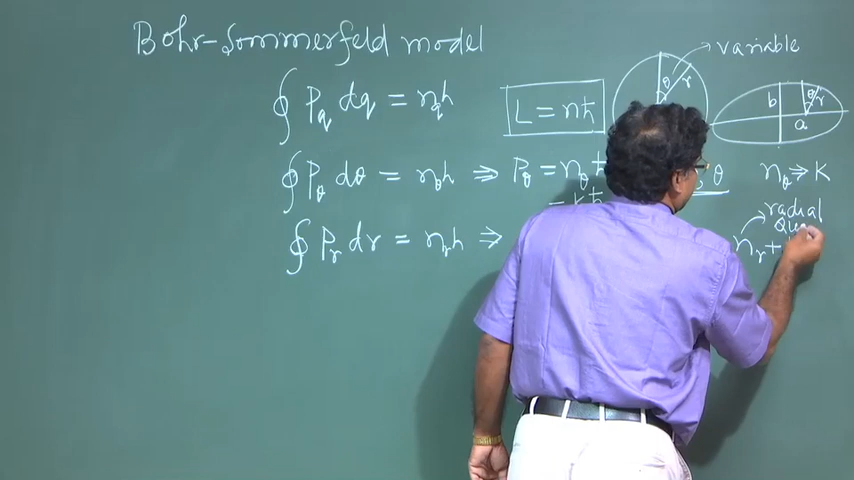 Bohr-Sommerfeld model
∮ P_q dq = n_q h
L = nħ
variable
θ r
b a θ r
∮ P_θ dθ = n_θ h ⇒ P_θ = n_θ
θ
n_θ ⇒ K
= Kħ
∮ P_r dr = n_r h ⇒
n_r +
radial